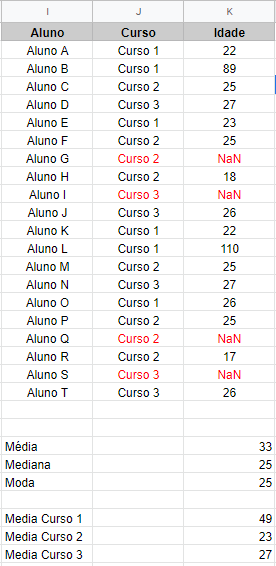 I J K
Aluno Curso Idade
Aluno A Curso 1 22
Aluno B Curso 1 89
Aluno C Curso 2 25
Aluno D Curso 3 27
Aluno E Curso 1 23
Aluno F Curso 2 25
Aluno G Curso 2 NaN
Aluno H Curso 2 18
Aluno I Curso 3 NaN
Aluno J Curso 3 26
Aluno K Curso 1 22
Aluno L Curso 1 110
Aluno M Curso 2 25
Aluno N Curso 3 27
Aluno O Curso 1 26
Aluno P Curso 2 25
Aluno Q Curso 2 NaN
Aluno R Curso 2 17
Aluno S Curso 3 NaN
Aluno T Curso 3 26
Média 33
Mediana 25
Moda 25
Media Curso 1 49
Media Curso 2 23
Media Curso 3 27